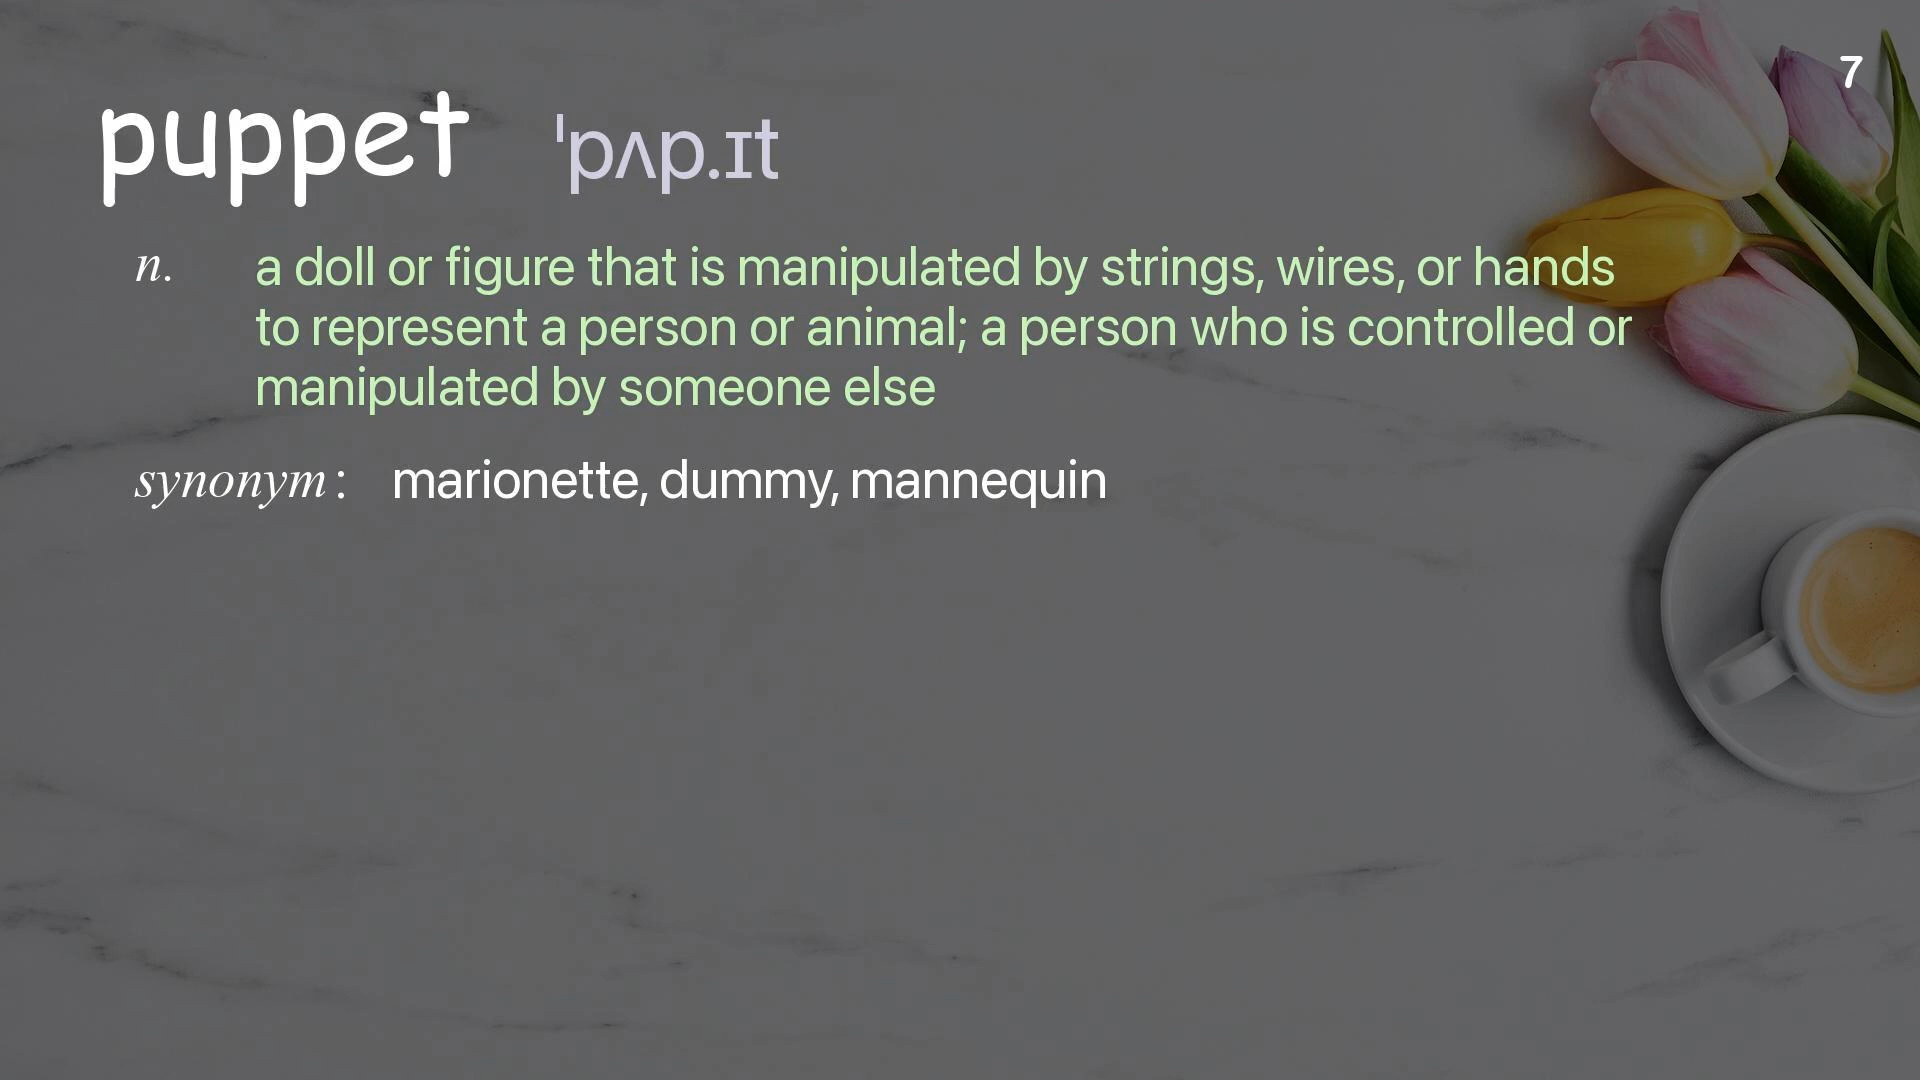 7
puppet ˈpʌp.ɪt
n. a doll or figure that is manipulated by strings, wires, or hands
to represent a person or animal; a person who is controlled or
manipulated by someone else
synonym: marionette, dummy, mannequin